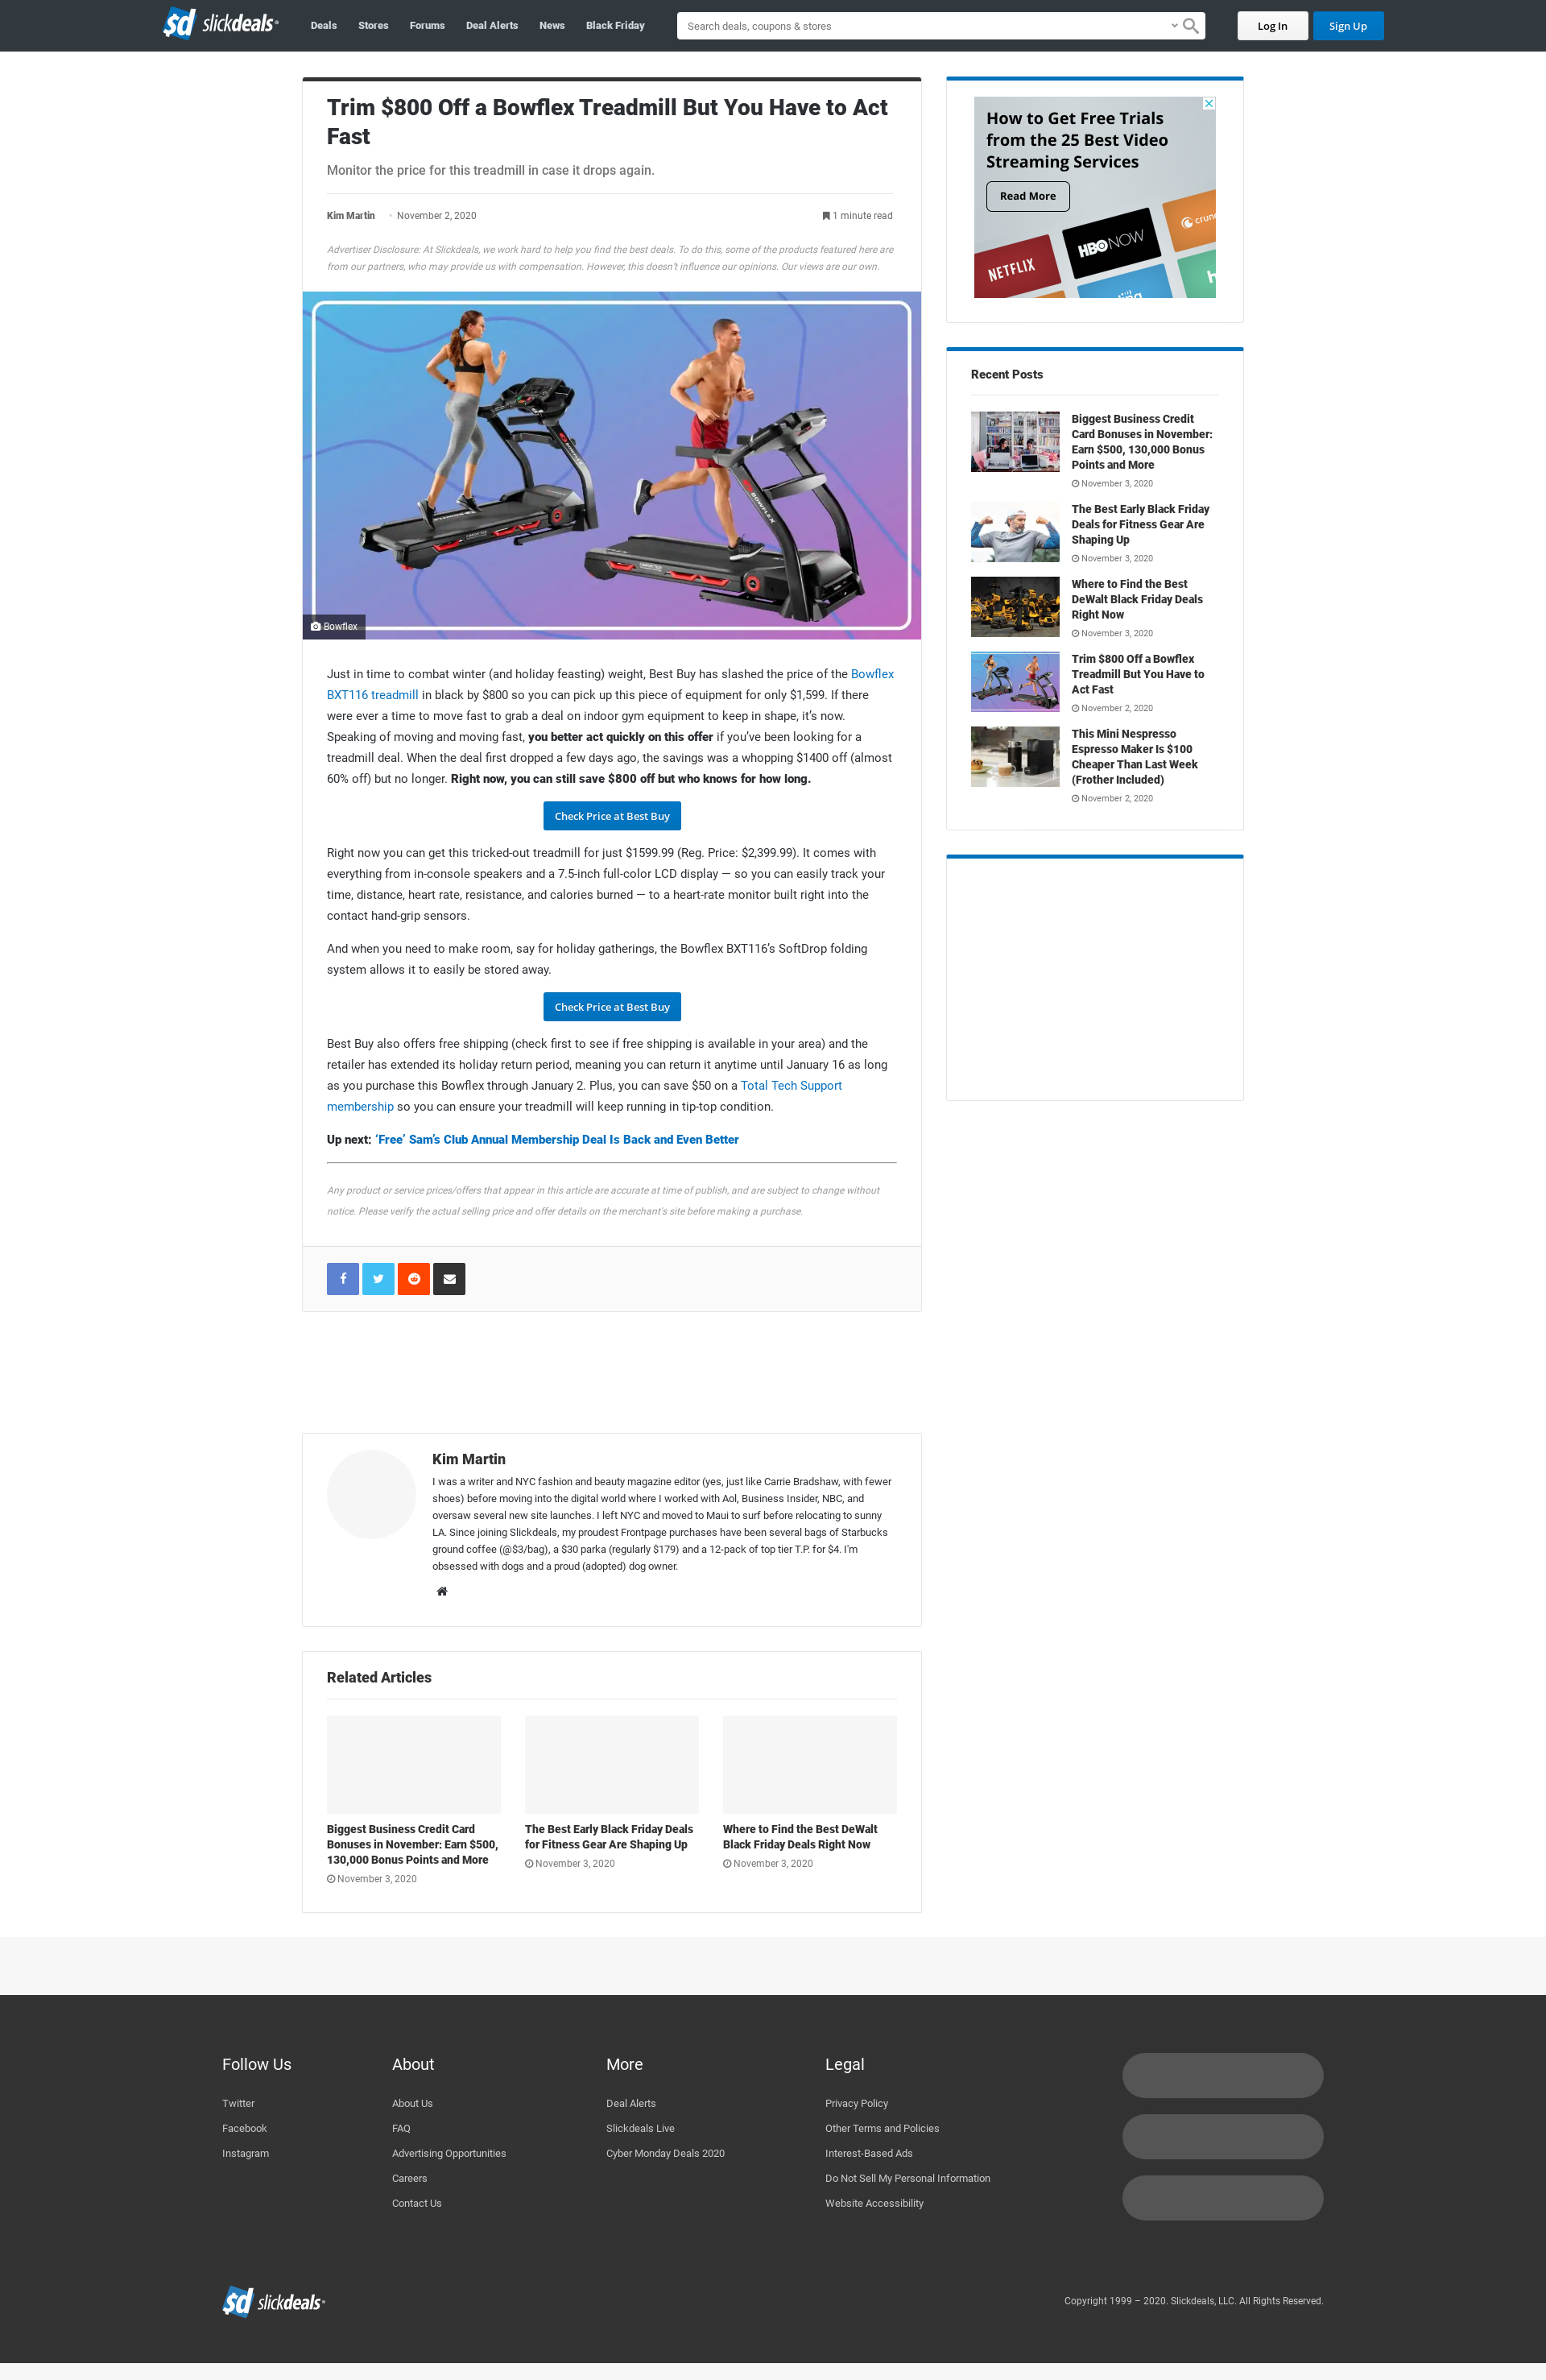 sd slickdeals
Deals
Stores
Forums
Deal Alerts
News
Black Friday
Search deals, coupons & stores
Log In
Sign Up
Trim $800 Off a Bowflex Treadmill But You Have to Act
Fast
Monitor the price for this treadmill in case it drops again.
Kim Martin
November 2, 2020
1 minute read
Advertiser Disclosure: At Slickdeals, we work hard to help you find the best deals. To do this, some of the products featured here are
from our partners, who may provide us with compensation. However, this doesn't influence our opinions. Our views are our own.
BOWFLEX
Bowflex
Just in time to combat winter (and holiday feasting) weight, Best Buy has slashed the price of the Bowflex
BXT116 treadmill in black by $800 so you can pick up this piece of equipment for only $1,599. If there
were ever a time to move fast to grab a deal on indoor gym equipment to keep in shape, it’s now.
Speaking of moving and moving fast, you better act quickly on this offer if you’ve been looking for a
treadmill deal. When the deal first dropped a few days ago, the savings was a whopping $1400 off (almost
60% off) but no longer. Right now, you can still save $800 off but who knows for how long.
Check Price at Best Buy
Right now you can get this tricked-out treadmill for just $1599.99 (Reg. Price: $2,399.99). It comes with
everything from in-console speakers and a 7.5-inch full-color LCD display — so you can easily track your
time, distance, heart rate, resistance, and calories burned — to a heart-rate monitor built right into the
contact hand-grip sensors.
And when you need to make room, say for holiday gatherings, the Bowflex BXT116’s SoftDrop folding
system allows it to easily be stored away.
Check Price at Best Buy
Best Buy also offers free shipping (check first to see if free shipping is available in your area) and the
retailer has extended its holiday return period, meaning you can return it anytime until January 16 as long
as you purchase this Bowflex through January 2. Plus, you can save $50 on a Total Tech Support
membership so you can ensure your treadmill will keep running in tip-top condition.
Up next: ‘Free’ Sam’s Club Annual Membership Deal Is Back and Even Better
Any product or service prices/offers that appear in this article are accurate at time of publish, and are subject to change without
notice. Please verify the actual selling price and offer details on the merchant's site before making a purchase.
How to Get Free Trials
from the 25 Best Video
Streaming Services
Read More
NETFLIX
HBO NOW
Recent Posts
Biggest Business Credit
Card Bonuses in November:
Earn $500, 130,000 Bonus
Points and More
November 3, 2020
The Best Early Black Friday
Deals for Fitness Gear Are
Shaping Up
November 3, 2020
Where to Find the Best
DeWalt Black Friday Deals
Right Now
November 3, 2020
Trim $800 Off a Bowflex
Treadmill But You Have to
Act Fast
November 2, 2020
This Mini Nespresso
Espresso Maker Is $100
Cheaper Than Last Week
(Frother Included)
November 2, 2020
Kim Martin
I was a writer and NYC fashion and beauty magazine editor (yes, just like Carrie Bradshaw, with fewer
shoes) before moving into the digital world where I worked with Aol, Business Insider, NBC, and
oversaw several new site launches. I left NYC and moved to Maui to surf before relocating to sunny
LA. Since joining Slickdeals, my proudest Frontpage purchases have been several bags of Starbucks
ground coffee (@$3/bag), a $30 parka (regularly $179) and a 12-pack of top tier T.P. for $4. I'm
obsessed with dogs and a proud (adopted) dog owner.
Related Articles
Biggest Business Credit Card
Bonuses in November: Earn $500,
130,000 Bonus Points and More
November 3, 2020
The Best Early Black Friday Deals
for Fitness Gear Are Shaping Up
November 3, 2020
Where to Find the Best DeWalt
Black Friday Deals Right Now
November 3, 2020
Follow Us
Twitter
Facebook
Instagram
About
About Us
FAQ
Advertising Opportunities
Careers
Contact Us
More
Deal Alerts
Slickdeals Live
Cyber Monday Deals 2020
Legal
Privacy Policy
Other Terms and Policies
Interest-Based Ads
Do Not Sell My Personal Information
Website Accessibility
sd slickdeals
Copyright 1999 – 2020. Slickdeals, LLC. All Rights Reserved.